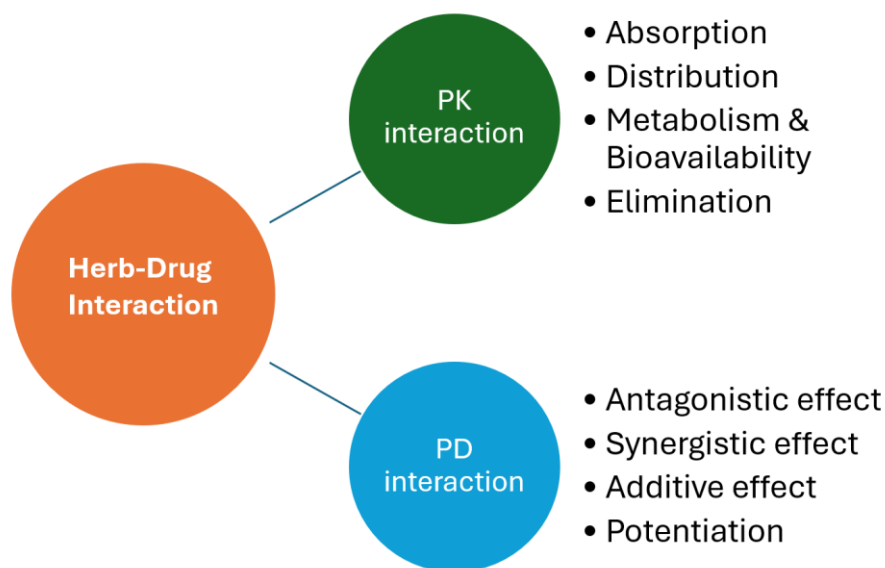 Herb-Drug
Interaction
PK
interaction
• Absorption
• Distribution
• Metabolism &
Bioavailability
• Elimination
PD
interaction
• Antagonistic effect
• Synergistic effect
• Additive effect
• Potentiation